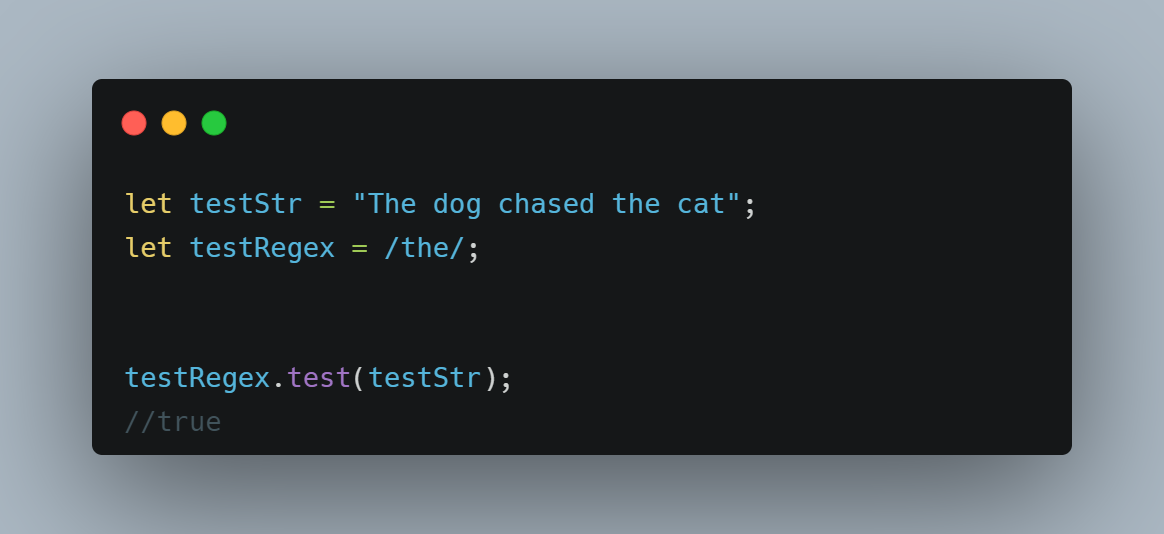 let testStr = "The dog chased the cat";
let testRegex = /the/;
testRegex.test(testStr);
//true